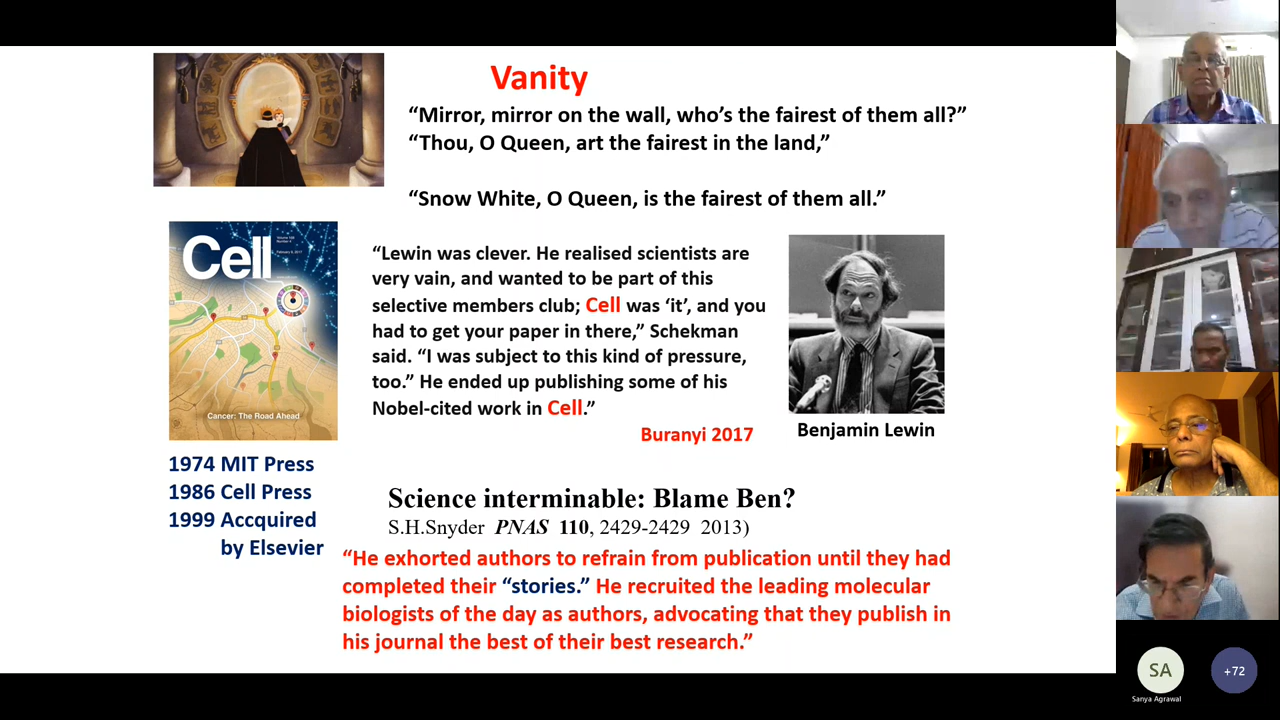 Vanity
“Mirror, mirror on the wall, who’s the fairest of them all?”
“Thou, O Queen, art the fairest in the land,”
“Snow White, O Queen, is the fairest of them all.”
Cell
Cancer: The Road Ahead
“Lewin was clever. He realised scientists are
very vain, and wanted to be part of this
selective members club; Cell was ‘it’, and you
had to get your paper in there,” Schekman
said. “I was subject to this kind of pressure,
too.” He ended up publishing some of his
Nobel-cited work in Cell.”
Buranyi 2017
Benjamin Lewin
1974 MIT Press
1986 Cell Press
1999 Accquired
by Elsevier
Science interminable: Blame Ben?
S.H.Snyder PNAS 110, 2429-2429 2013)
“He exhorted authors to refrain from publication until they had
completed their “stories.” He recruited the leading molecular
biologists of the day as authors, advocating that they publish in
his journal the best of their best research.”
SA
+72
Sanya Agrawal